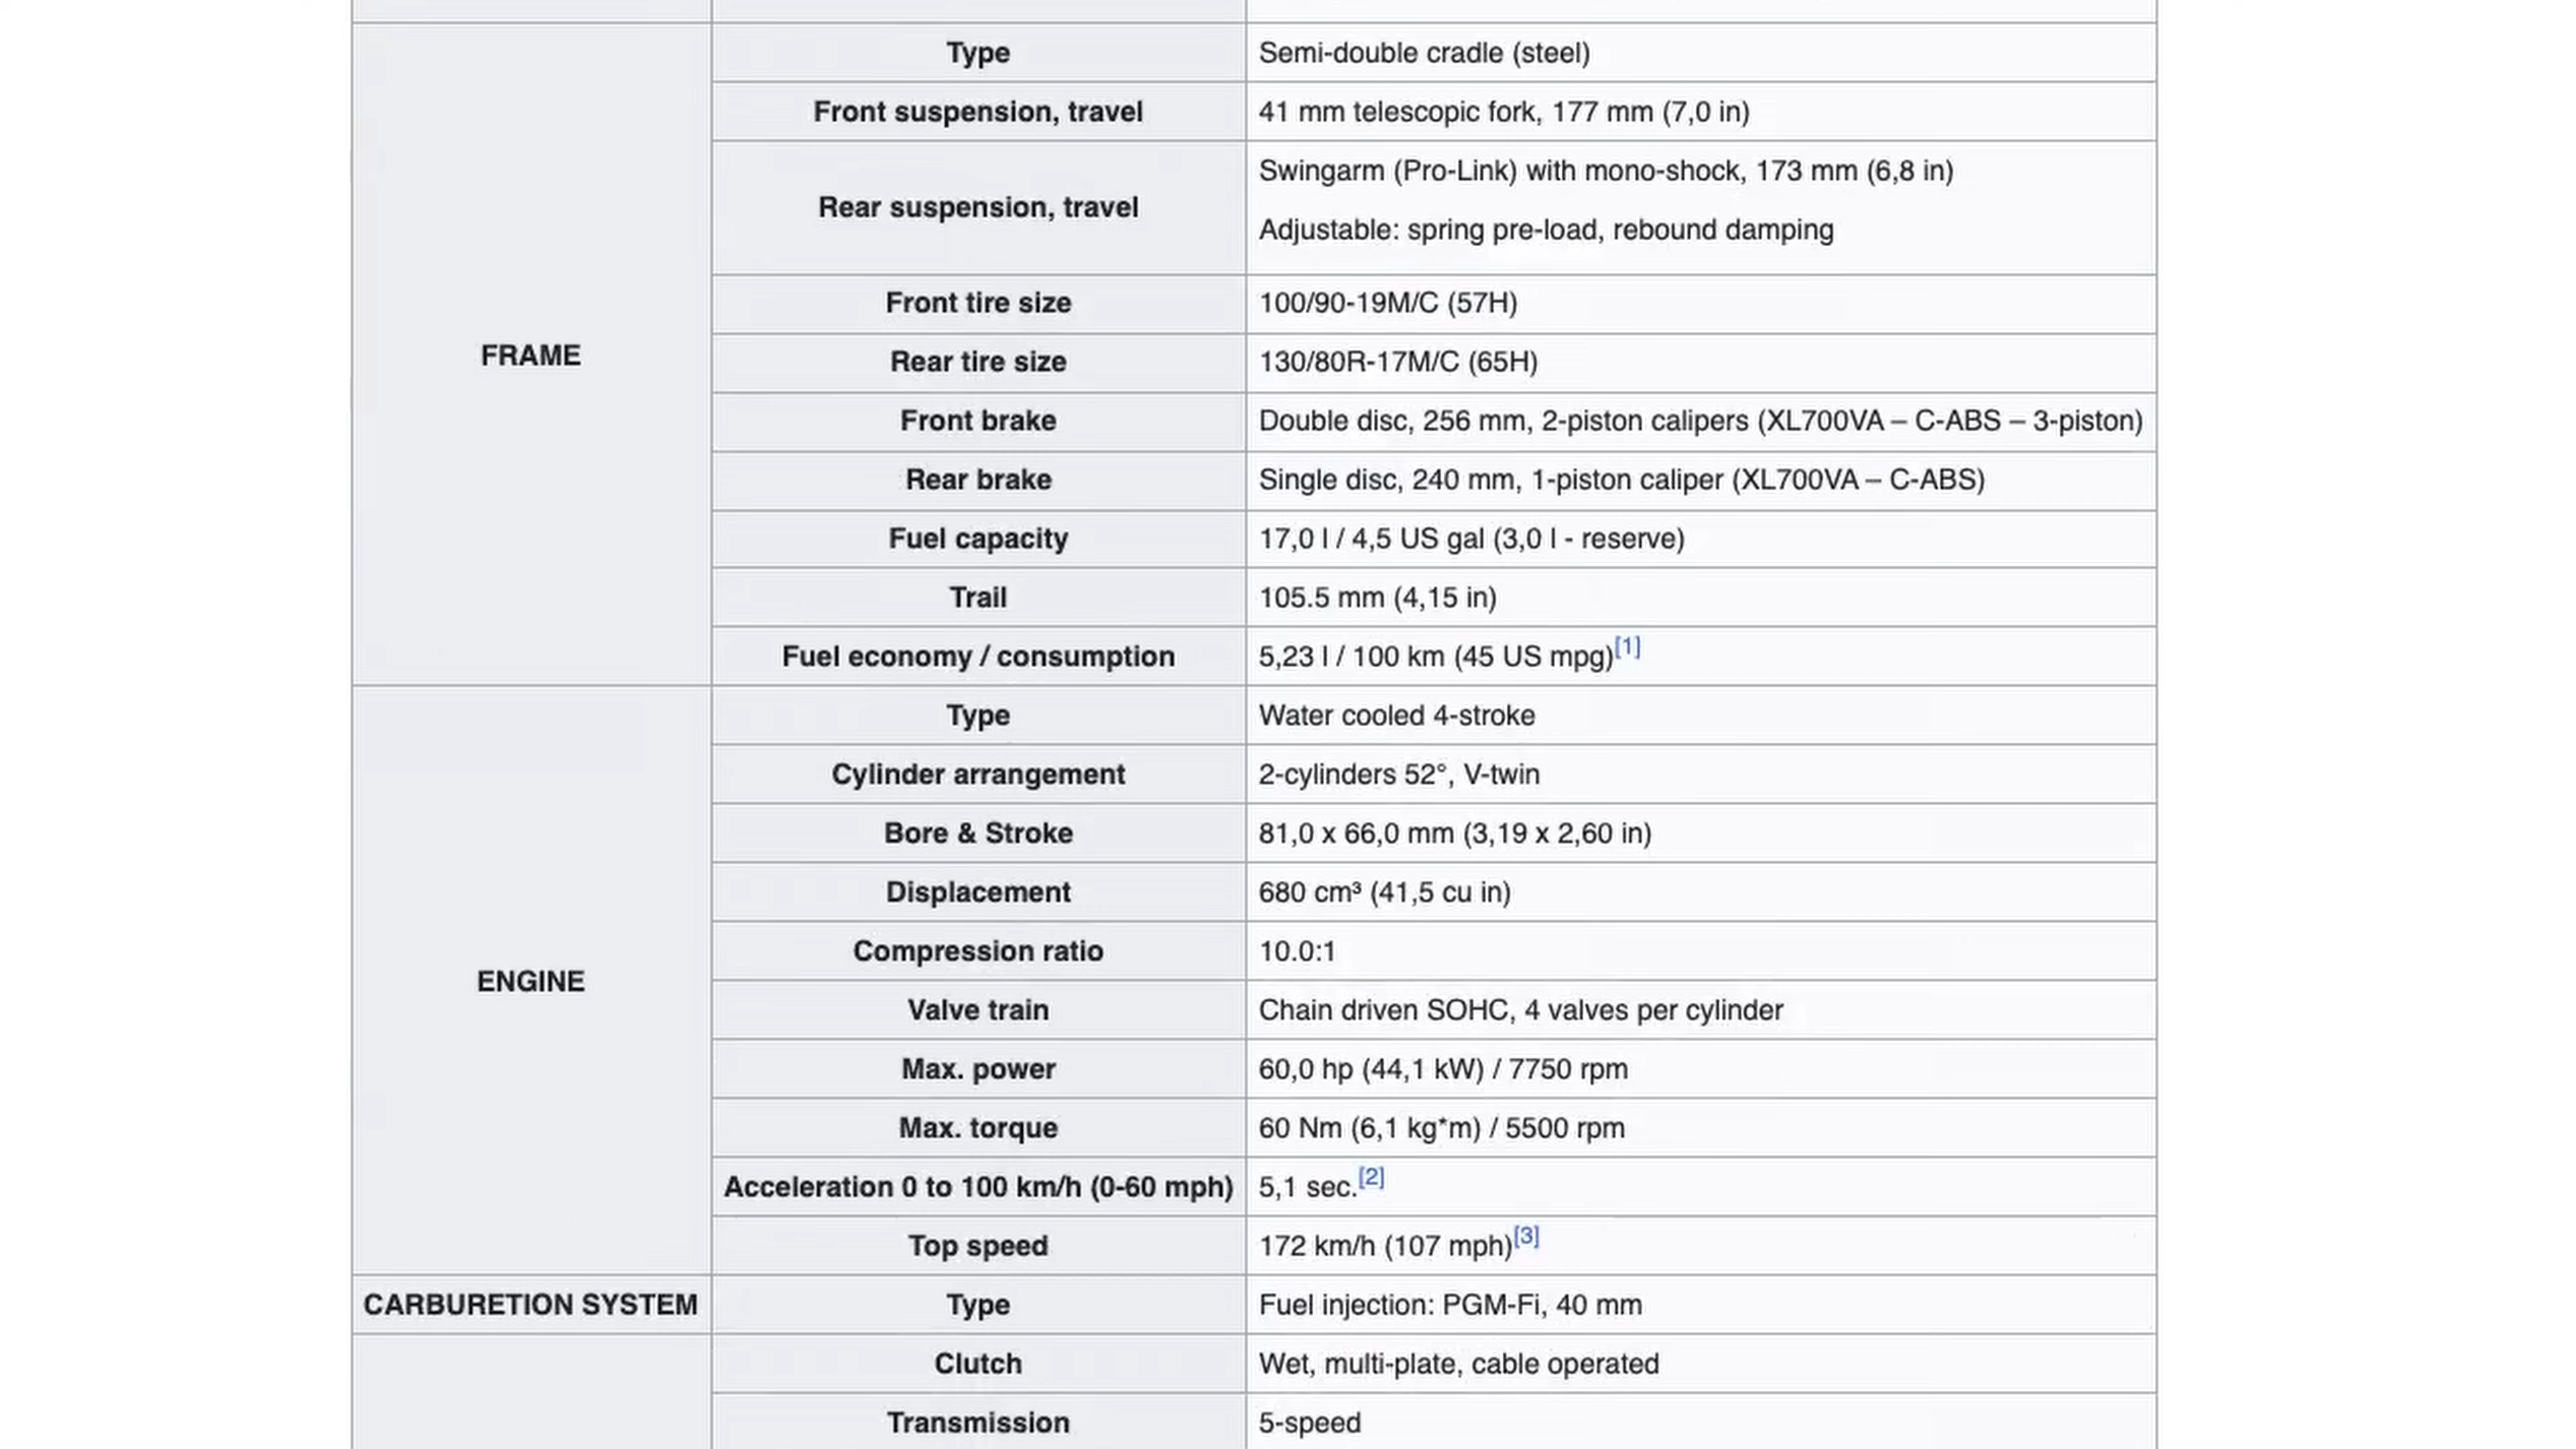 Type
Semi-double cradle (steel)
Front suspension, travel
41 mm telescopic fork, 177 mm (7,0 in)
Rear suspension, travel
Swingarm (Pro-Link) with mono-shock, 173 mm (6,8 in)
Adjustable: spring pre-load, rebound damping
Front tire size
100/90-19M/C (57H)
Rear tire size
130/80R-17M/C (65H)
FRAME
Front brake
Double disc, 256 mm, 2-piston calipers (XL700VA – C-ABS – 3-piston)
Rear brake
Single disc, 240 mm, 1-piston caliper (XL700VA – C-ABS)
Fuel capacity
17,0 l / 4,5 US gal (3,0 l - reserve)
Trail
105.5 mm (4,15 in)
Fuel economy / consumption
5,23 l / 100 km (45 US mpg)[1]
Type
Water cooled 4-stroke
Cylinder arrangement
2-cylinders 52°, V-twin
Bore & Stroke
81,0 x 66,0 mm (3,19 x 2,60 in)
Displacement
680 cm³ (41,5 cu in)
Compression ratio
10.0:1
ENGINE
Valve train
Chain driven SOHC, 4 valves per cylinder
Max. power
60,0 hp (44,1 kW) / 7750 rpm
Max. torque
60 Nm (6,1 kg*m) / 5500 rpm
Acceleration 0 to 100 km/h (0-60 mph)
5,1 sec.[2]
Top speed
172 km/h (107 mph)[3]
CARBURETION SYSTEM
Type
Fuel injection: PGM-Fi, 40 mm
Clutch
Wet, multi-plate, cable operated
Transmission
5-speed